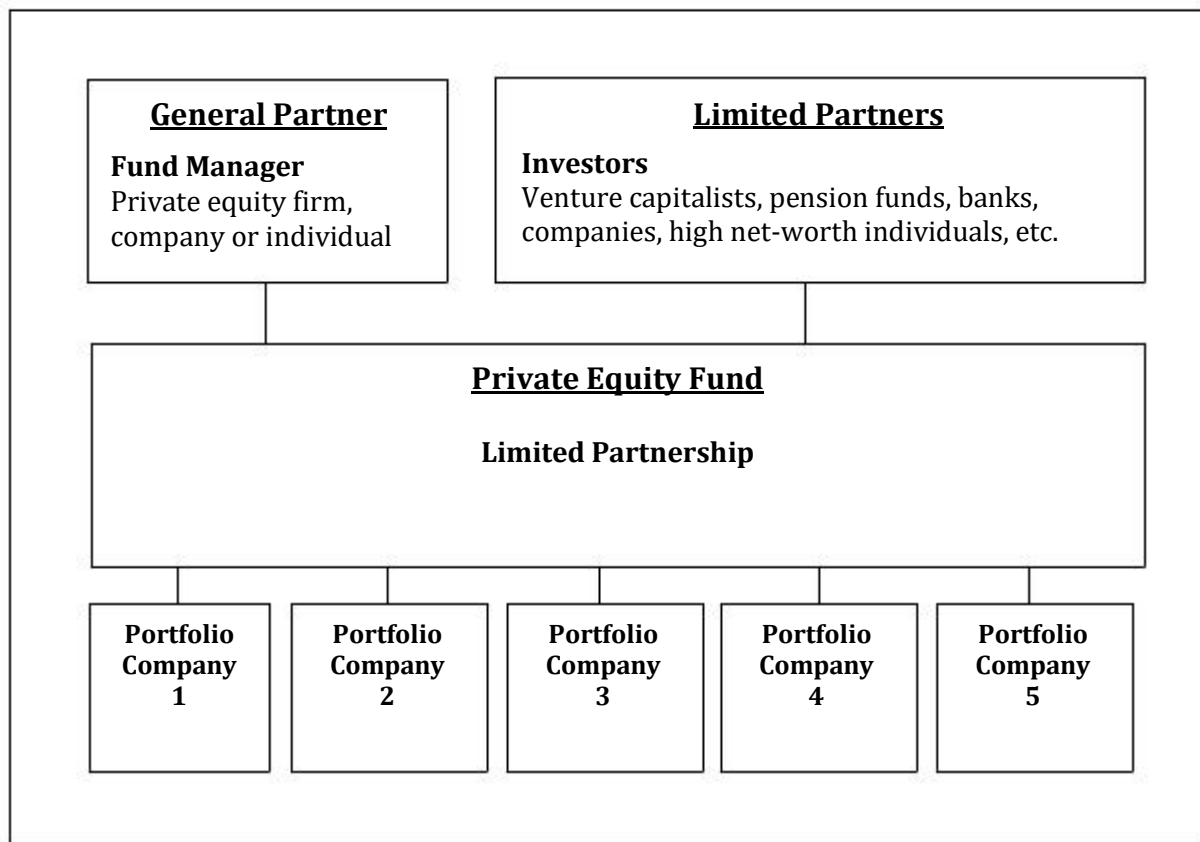 General Partner
Fund Manager
Private equity firm,
company or individual
Limited Partners
Investors
Venture capitalists, pension funds, banks,
companies, high net-worth individuals, etc.
Private Equity Fund
Limited Partnership
Portfolio
Company
1
Portfolio
Company
2
Portfolio
Company
3
Portfolio
Company
4
Portfolio
Company
5